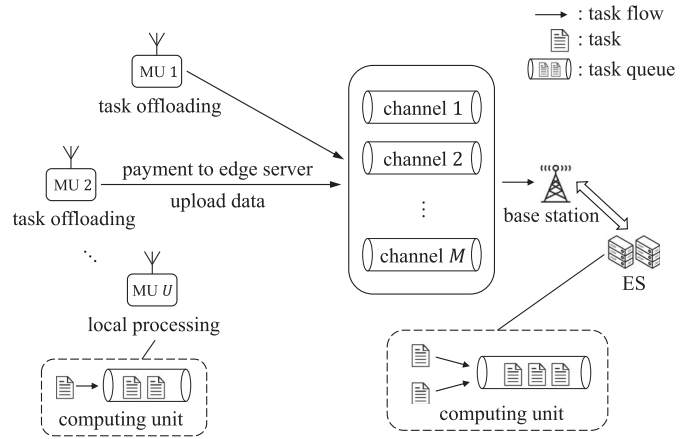 : task flow
: task
: task queue
MU 1
task offloading
channel 1
MU 2
payment to edge server
upload data
task offloading
channel 2
⋮
base station
⋱
MU U
local processing
channel M
ES
computing unit
computing unit